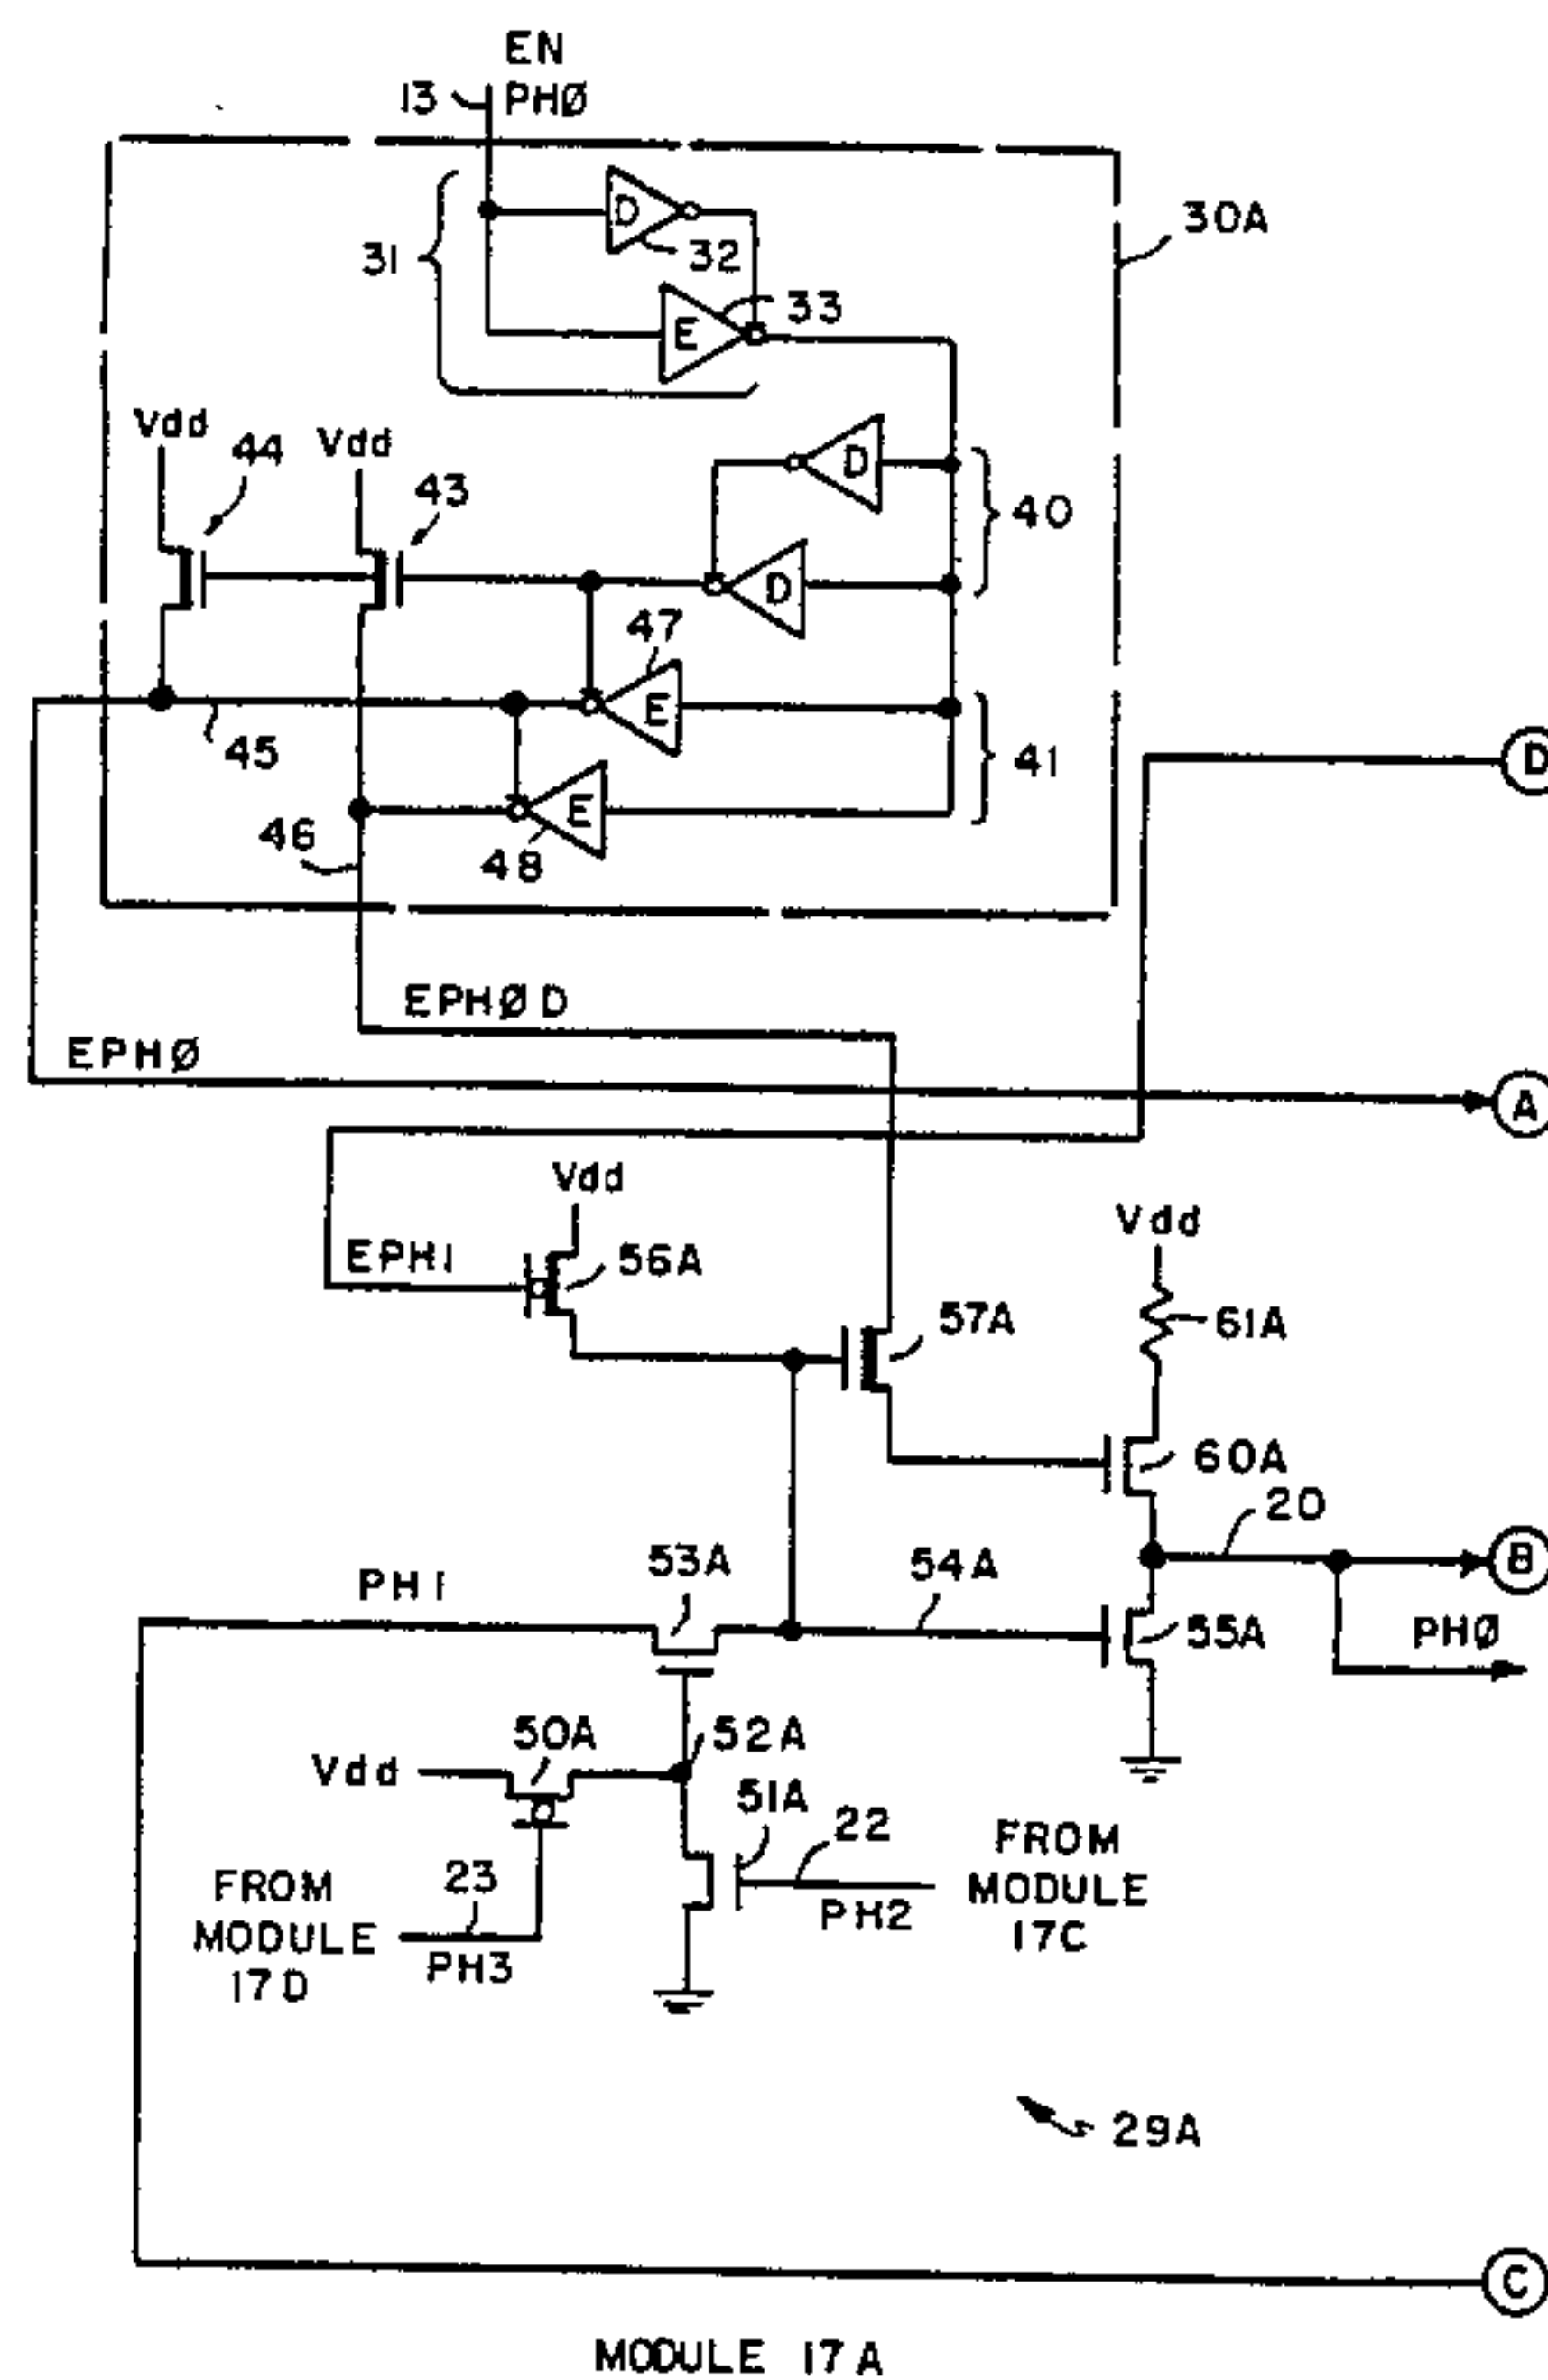 EN
13 PHØ
30A
31
32
D
33
E
Vdd
44
Vdd
43
D
40
D
47
E
45
41
D
E
46
48
EPHØD
EPHØ
A
Vdd
Vdd
EPH1
56A
57A
61A
60A
20
53A
54A
B
PH1
55A
PHØ
50A
52A
Vdd
51A
22
FROM
MODULE
17C
23
FROM
MODULE
17D
PH2
PH3
29A
C
MODULE 17A